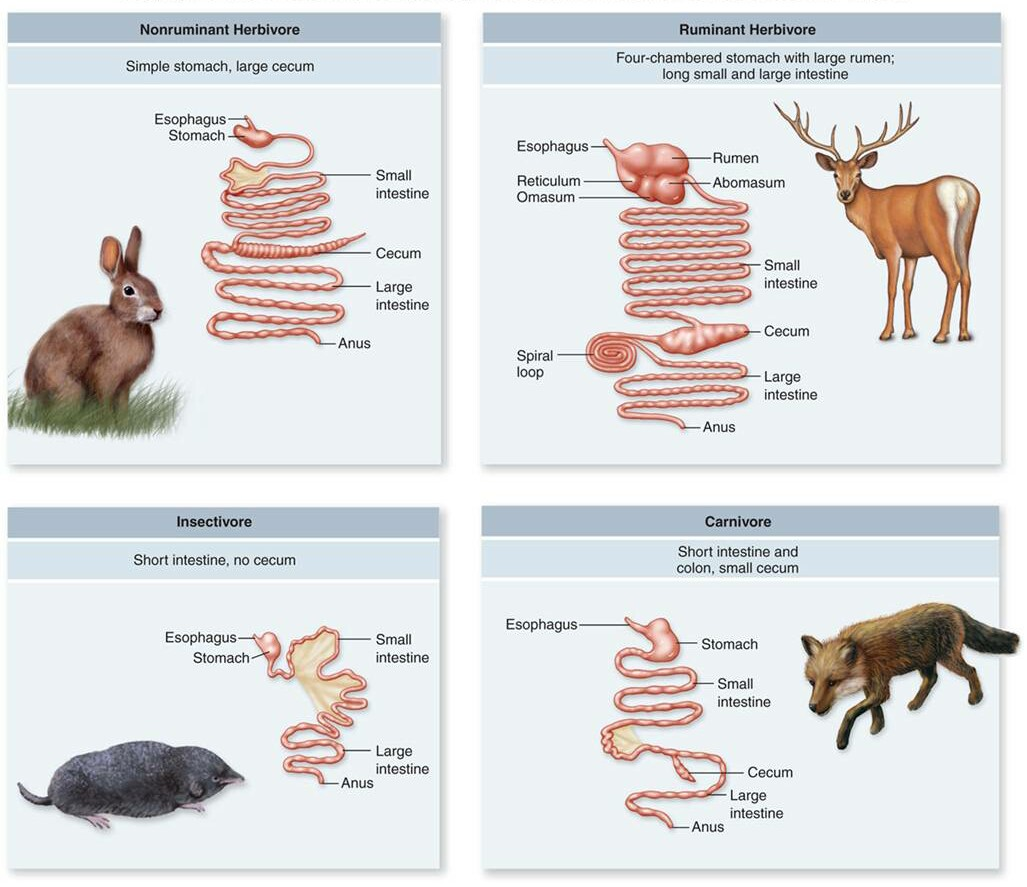 Nonruminant Herbivore
Simple stomach, large cecum
Esophagus
Stomach
Small
intestine
Cecum
Large
intestine
Anus
Ruminant Herbivore
Four-chambered stomach with large rumen;
long small and large intestine
Esophagus
Rumen
Reticulum
Abomasum
Omasum
Small
intestine
Cecum
Spiral
loop
Large
intestine
Anus
Insectivore
Short intestine, no cecum
Esophagus
Stomach
Small
intestine
Large
intestine
Anus
Carnivore
Short intestine and
colon, small cecum
Esophagus
Stomach
Small
intestine
Cecum
Large
intestine
Anus